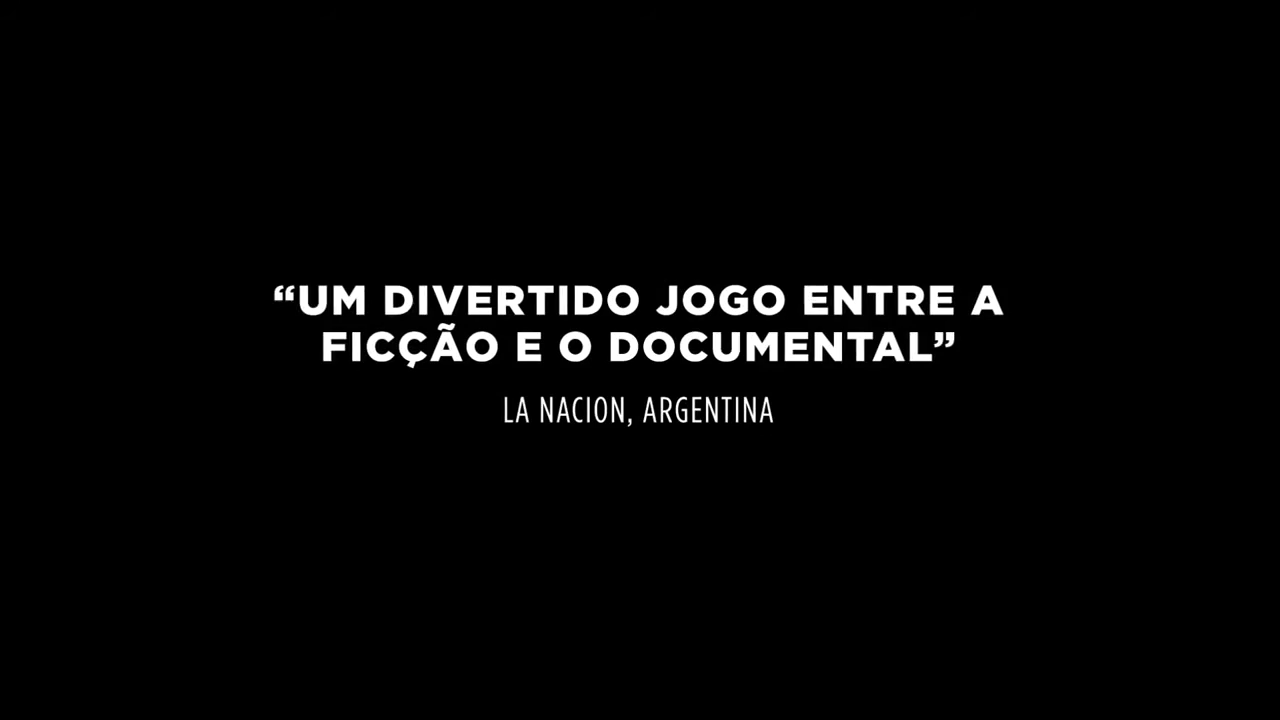 “UM DIVERTIDO JOGO ENTRE A
FICÇÃO E O DOCUMENTAL”
LA NACION, ARGENTINA